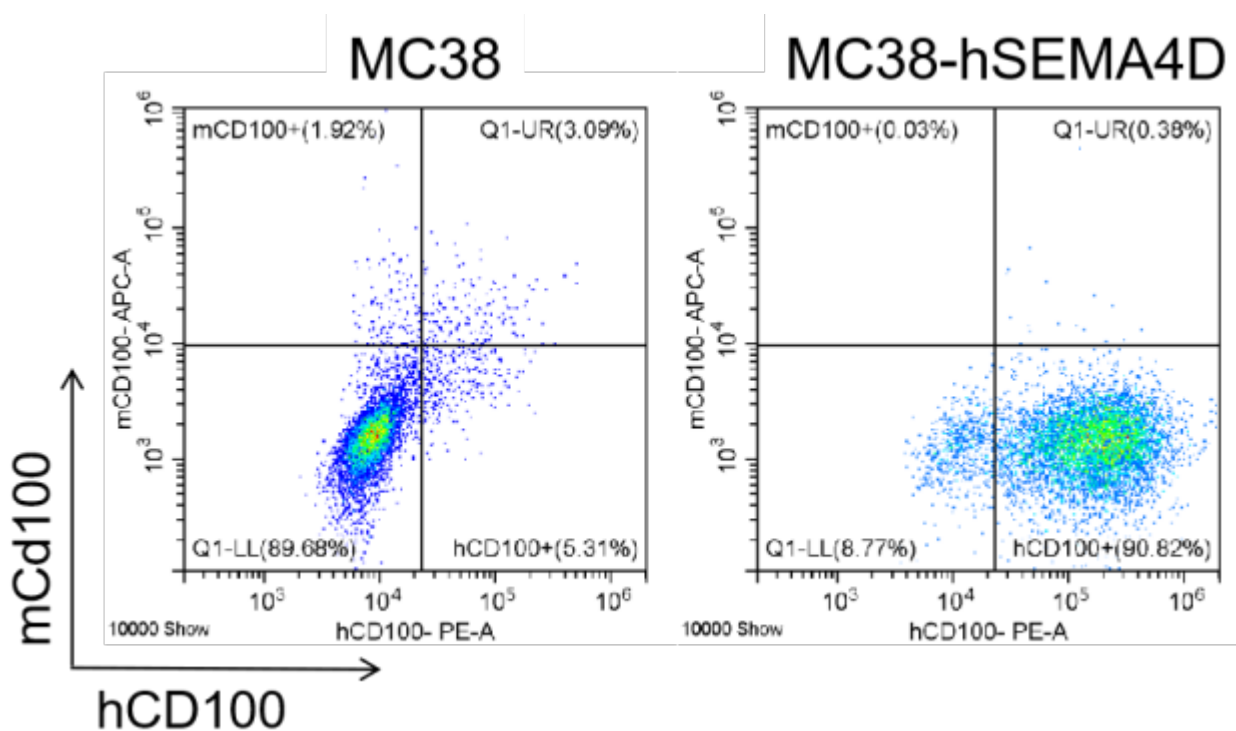 MC38
MC38-hSEMA4D
10⁶
mCD100+(1.92%)
Q1-UR(3.09%)
10⁵
mCD100- APC-A
10⁴
10³
Q1-LL(89.68%)
hCD100+(5.31%)
10³ 10⁴ 10⁵ 10⁶
10000 Show
hCD100- PE-A
10⁶
mCD100+(0.03%)
Q1-UR(0.38%)
10⁵
mCD100- APC-A
10⁴
10³
Q1-LL(8.77%)
hCD100+(90.82%)
10³ 10⁴ 10⁵ 10⁶
10000 Show
hCD100- PE-A
mCd100
hCD100